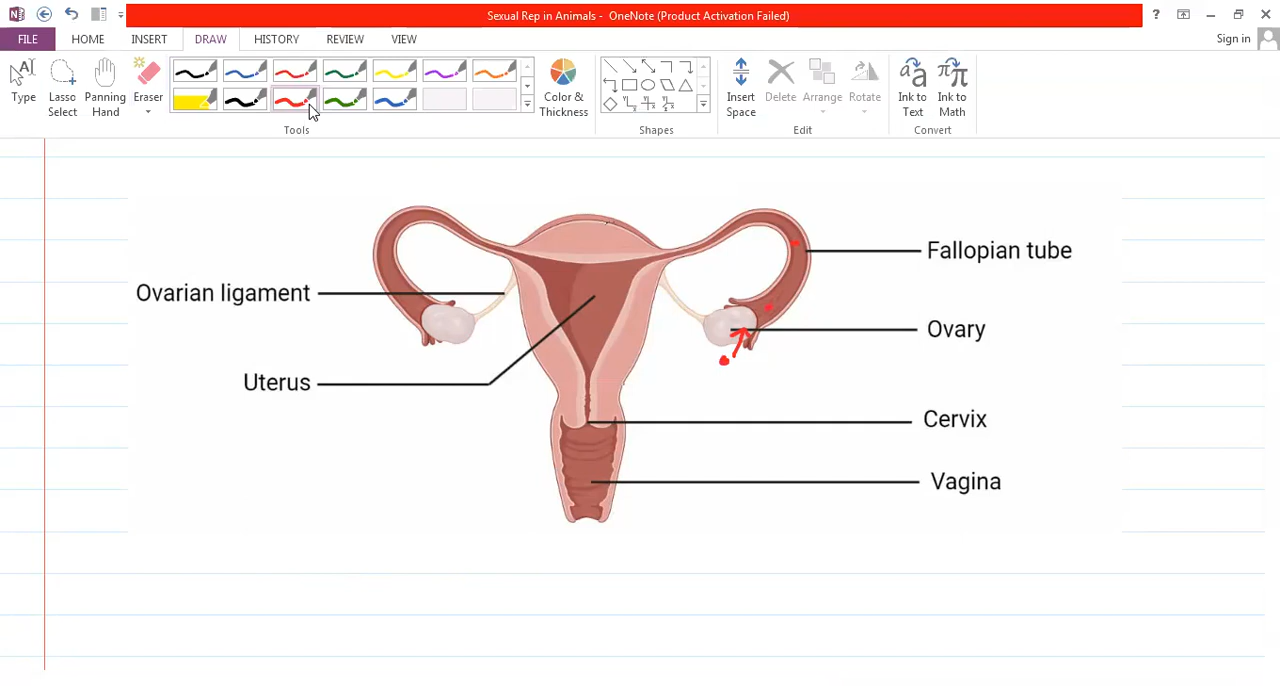 Sexual Rep in Animals - OneNote (Product Activation Failed)
?
FILE HOME INSERT DRAW HISTORY REVIEW VIEW
Sign in
Type
Lasso Select
Panning Hand
Eraser
Color & Thickness
Insert Space
Delete
Arrange
Rotate
Ink to Text
Ink to Math
Tools
Shapes
Edit
Convert
Fallopian tube
Ovarian ligament
Ovary
Uterus
Cervix
Vagina